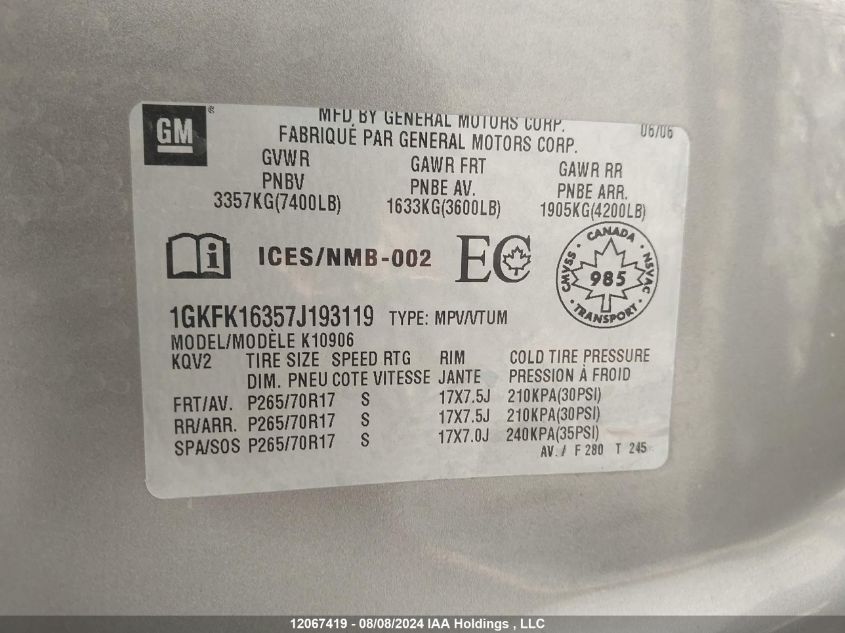 GM ®
MFD BY GENERAL MOTORS CORP. 06/06
FABRIQUÉ PAR GENERAL MOTORS CORP.
GVWR GAWR FRT GAWR RR
PNBV PNBE AV. PNBE ARR.
3357KG(7400LB) 1633KG(3600LB) 1905KG(4200LB)
i ICES/NMB-002 EC
CANADA
CMVSS 985 NSVAC
TRANSPORT
1GKFK16357J193119 TYPE: MPV/VTUM
MODEL/MODÈLE K10906
KQV2 TIRE SIZE SPEED RTG RIM COLD TIRE PRESSURE
DIM. PNEU COTE VITESSE JANTE PRESSION À FROID
FRT/AV. P265/70R17 S 17X7.5J 210KPA(30PSI)
RR/ARR. P265/70R17 S 17X7.5J 210KPA(30PSI)
SPA/SOS P265/70R17 S 17X7.0J 240KPA(35PSI)
AV. / F 280 T 245
12067419 - 08/08/2024 IAA Holdings , LLC